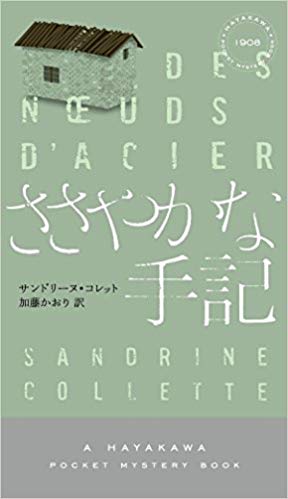 HAYAKAWA
1908
POCKET MYSTERY BOOK
DES
NŒUDS
D'ACIER
ささやかな
手記
サンドリーヌ・コレット
加藤かおり 訳
SANDRINE
COLLETTE
A HAYAKAWA
POCKET MYSTERY BOOK